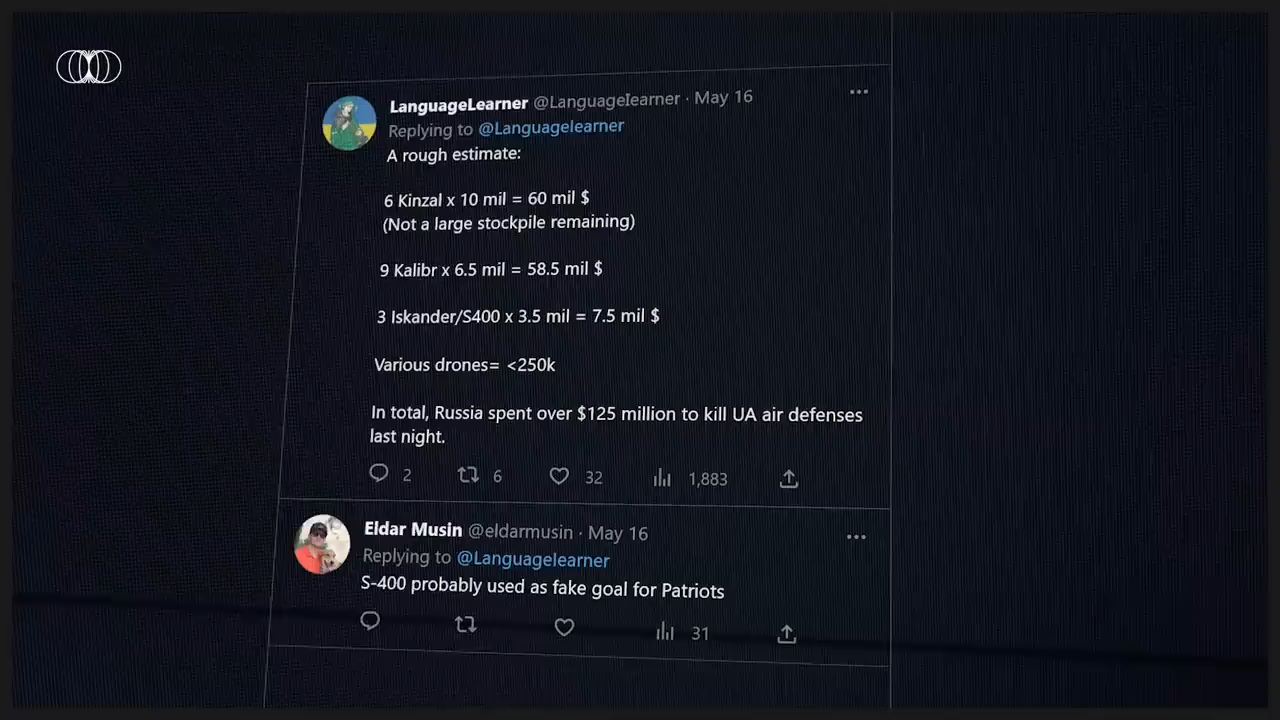 LanguageLearner @Languagelearner · May 16
Replying to @Languagelearner
A rough estimate:
6 Kinzal x 10 mil = 60 mil $
(Not a large stockpile remaining)
9 Kalibr x 6.5 mil = 58.5 mil $
3 Iskander/S400 x 3.5 mil = 7.5 mil $
Various drones= <250k
In total, Russia spent over $125 million to kill UA air defenses
last night.
2 6 32 1,883
Eldar Musin @eldarmusin · May 16
Replying to @Languagelearner
S-400 probably used as fake goal for Patriots
31